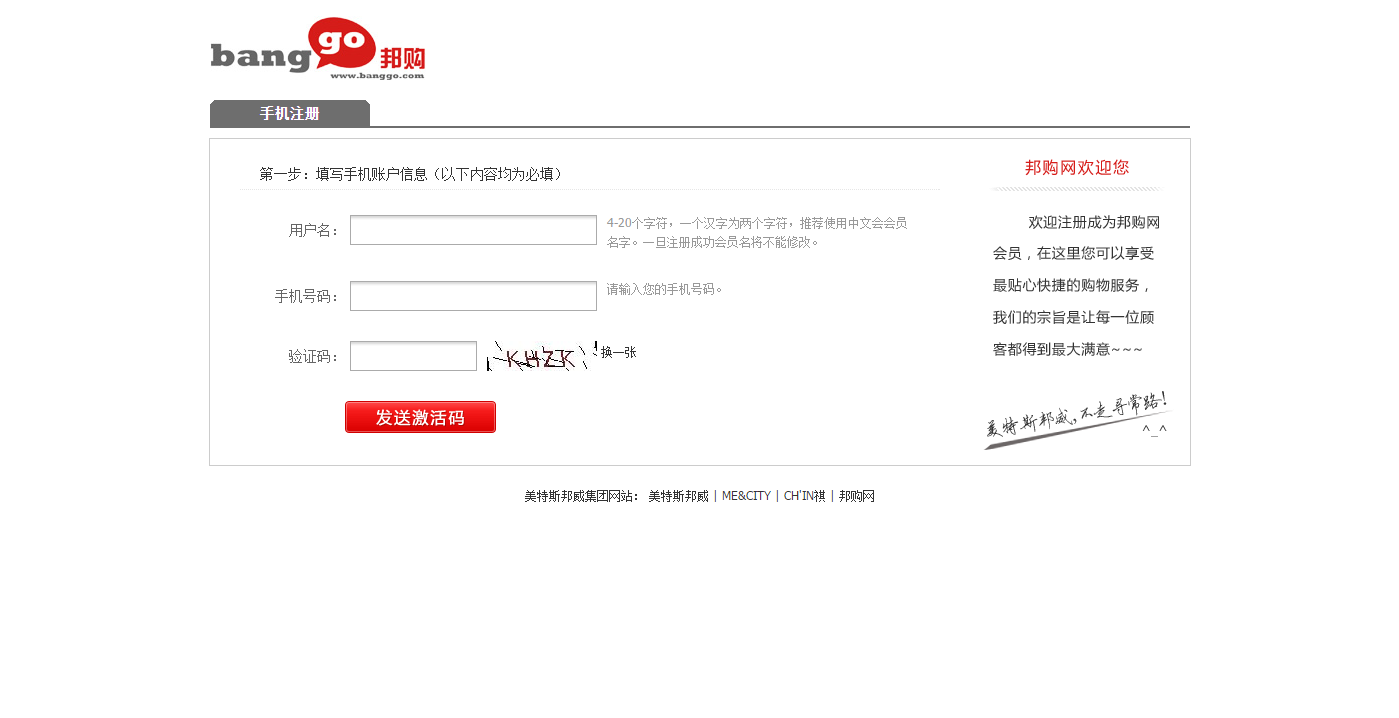 bang go 邦购
www.banggo.com
手机注册
第一步：填写手机账户信息（以下内容均为必填）
用户名：
4-20个字符，一个汉字为两个字符，推荐使用中文会会员
名字。一旦注册成功会员名将不能修改。
手机号码：
请输入您的手机号码。
验证码：
KHZK
换一张
发送激活码
邦购网欢迎您
欢迎注册成为邦购网
会员，在这里您可以享受
最贴心快捷的购物服务，
我们的宗旨是让每一位顾
客都得到最大满意~~~
美特斯邦威，不走寻常路！
^_^
美特斯邦威集团网站： 美特斯邦威 | ME&CITY | CH'IN祺 | 邦购网